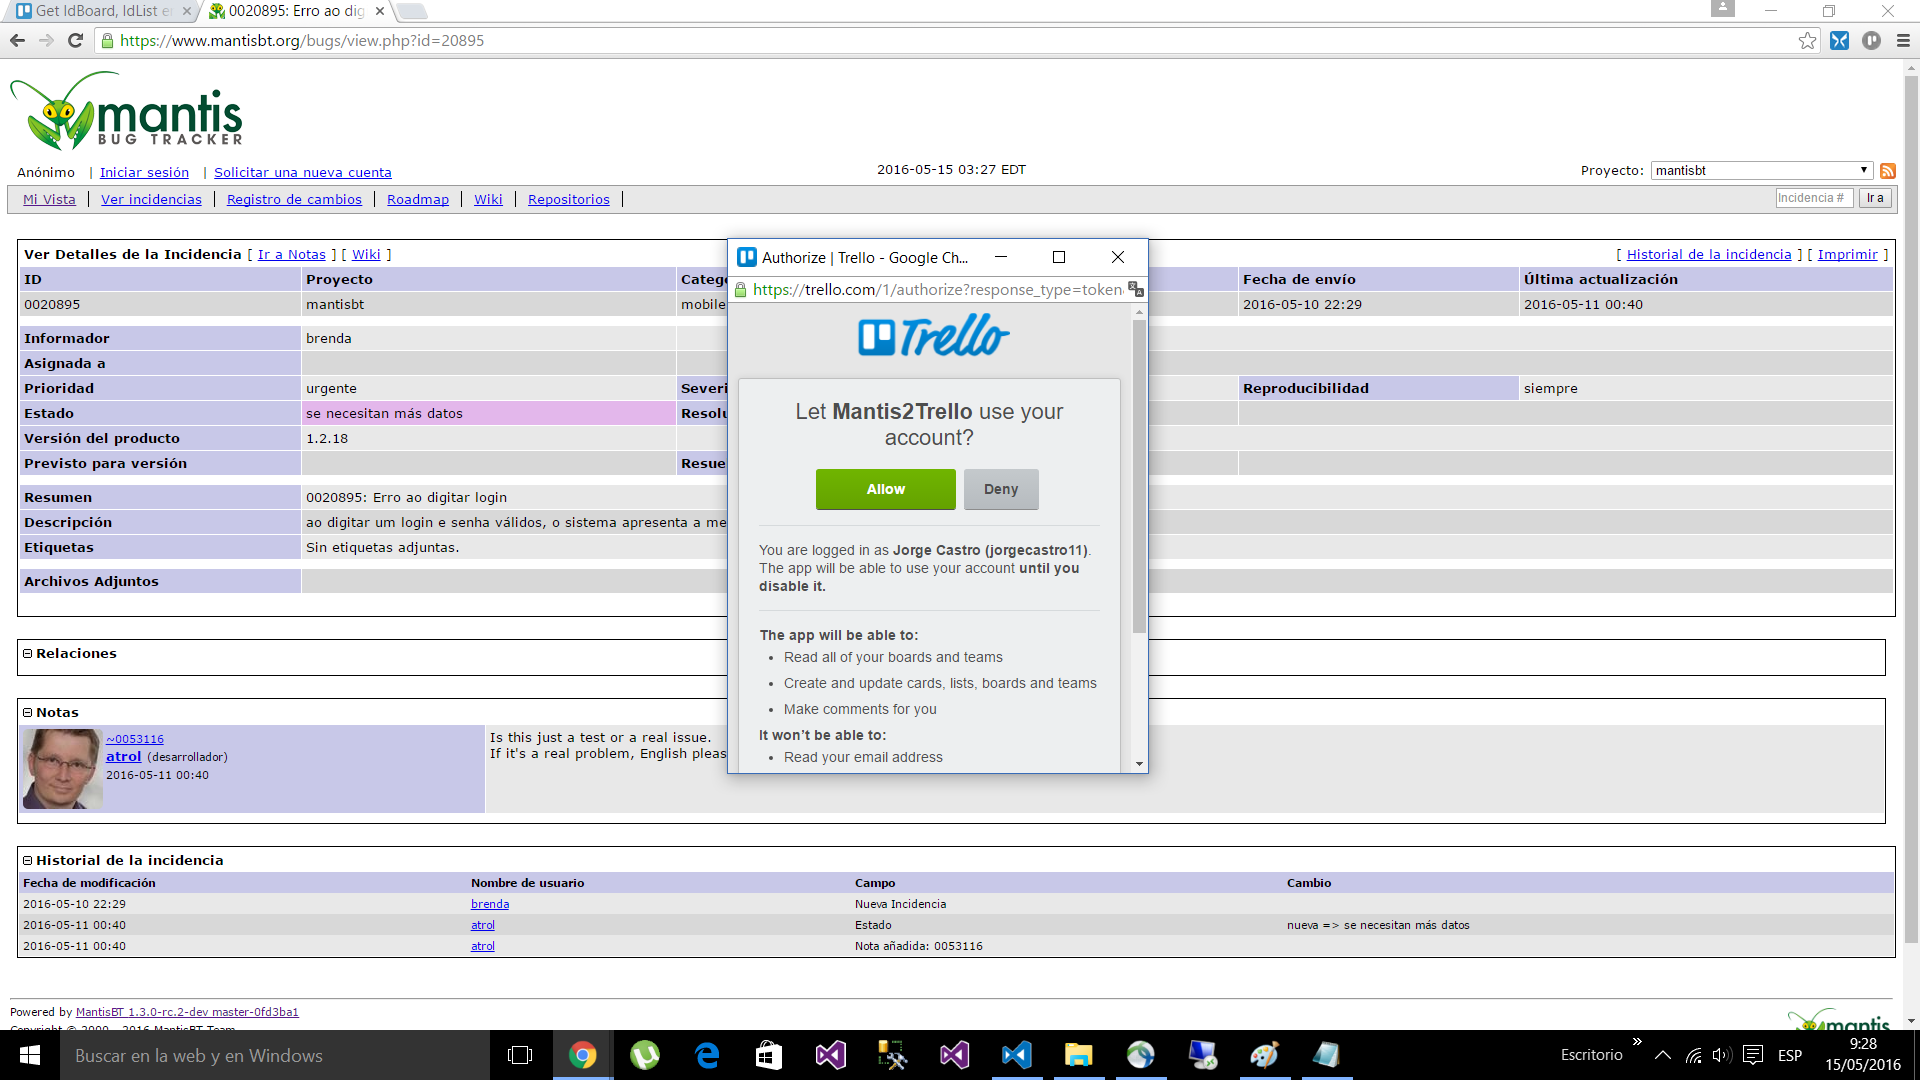 Get IdBoard, IdList e
0020895: Erro ao dig
https://www.mantisbt.org/bugs/view.php?id=20895
mantis
BUG TRACKER
Anónimo | Iniciar sesión | Solicitar una nueva cuenta
2016-05-15 03:27 EDT
Proyecto: mantisbt
Mi Vista | Ver incidencias | Registro de cambios | Roadmap | Wiki | Repositorios |
Incidencia # Ir a
Ver Detalles de la Incidencia [ Ir a Notas ] [ Wiki ]
[ Historial de la incidencia ] [ Imprimir ]
ID Proyecto Catego Fecha de envío Última actualización
0020895 mantisbt mobile 2016-05-10 22:29 2016-05-11 00:40
Informador brenda
Asignada a
Prioridad urgente Severi Reproducibilidad siempre
Estado se necesitan más datos Resolu
Versión del producto 1.2.18
Previsto para versión Resue
Resumen 0020895: Erro ao digitar login
Descripción ao digitar um login e senha válidos, o sistema apresenta a me
Etiquetas Sin etiquetas adjuntas.
Archivos Adjuntos
Relaciones
Notas
~0053116
atrol (desarrollador)
2016-05-11 00:40
Is this just a test or a real issue.
If it's a real problem, English pleas
Historial de la incidencia
Fecha de modificación Nombre de usuario Campo Cambio
2016-05-10 22:29 brenda Nueva Incidencia
2016-05-11 00:40 atrol Estado nueva => se necesitan más datos
2016-05-11 00:40 atrol Nota añadida: 0053116
Powered by MantisBT 1.3.0-rc.2-dev master-0fd3ba1
Copyright © 2000 - 2016 MantisBT Team
mantis
Authorize | Trello - Google Ch...
https://trello.com/1/authorize?response_type=token
Trello
Let Mantis2Trello use your
account?
Allow Deny
You are logged in as Jorge Castro (jorgecastro11).
The app will be able to use your account until you
disable it.
The app will be able to:
• Read all of your boards and teams
• Create and update cards, lists, boards and teams
• Make comments for you
It won't be able to:
• Read your email address
Buscar en la web y en Windows
Escritorio » ESP
9:28
15/05/2016